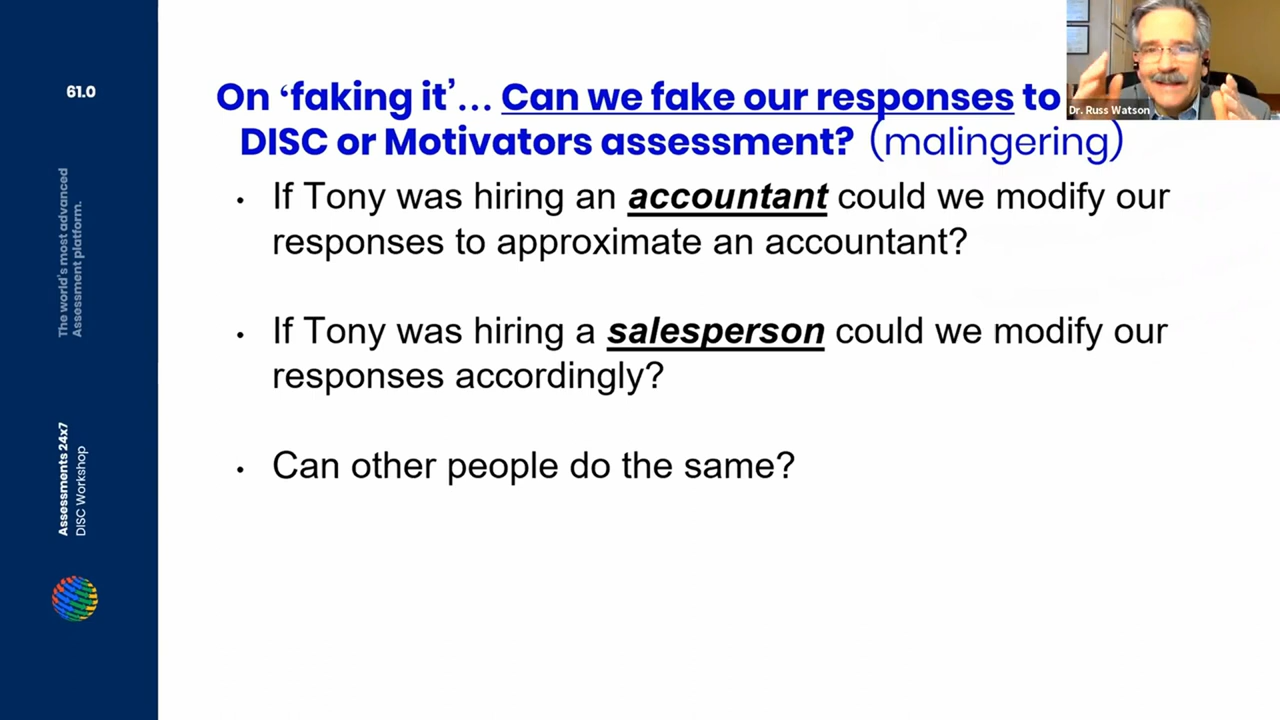 61.0
The world's most advanced
Assessment platform.
Assessments 24x7
DISC Workshop
On ‘faking it’... Can we fake our responses to
DISC or Motivators assessment? (malingering)
• If Tony was hiring an accountant could we modify our
responses to approximate an accountant?
• If Tony was hiring a salesperson could we modify our
responses accordingly?
• Can other people do the same?
Dr. Russ Watson